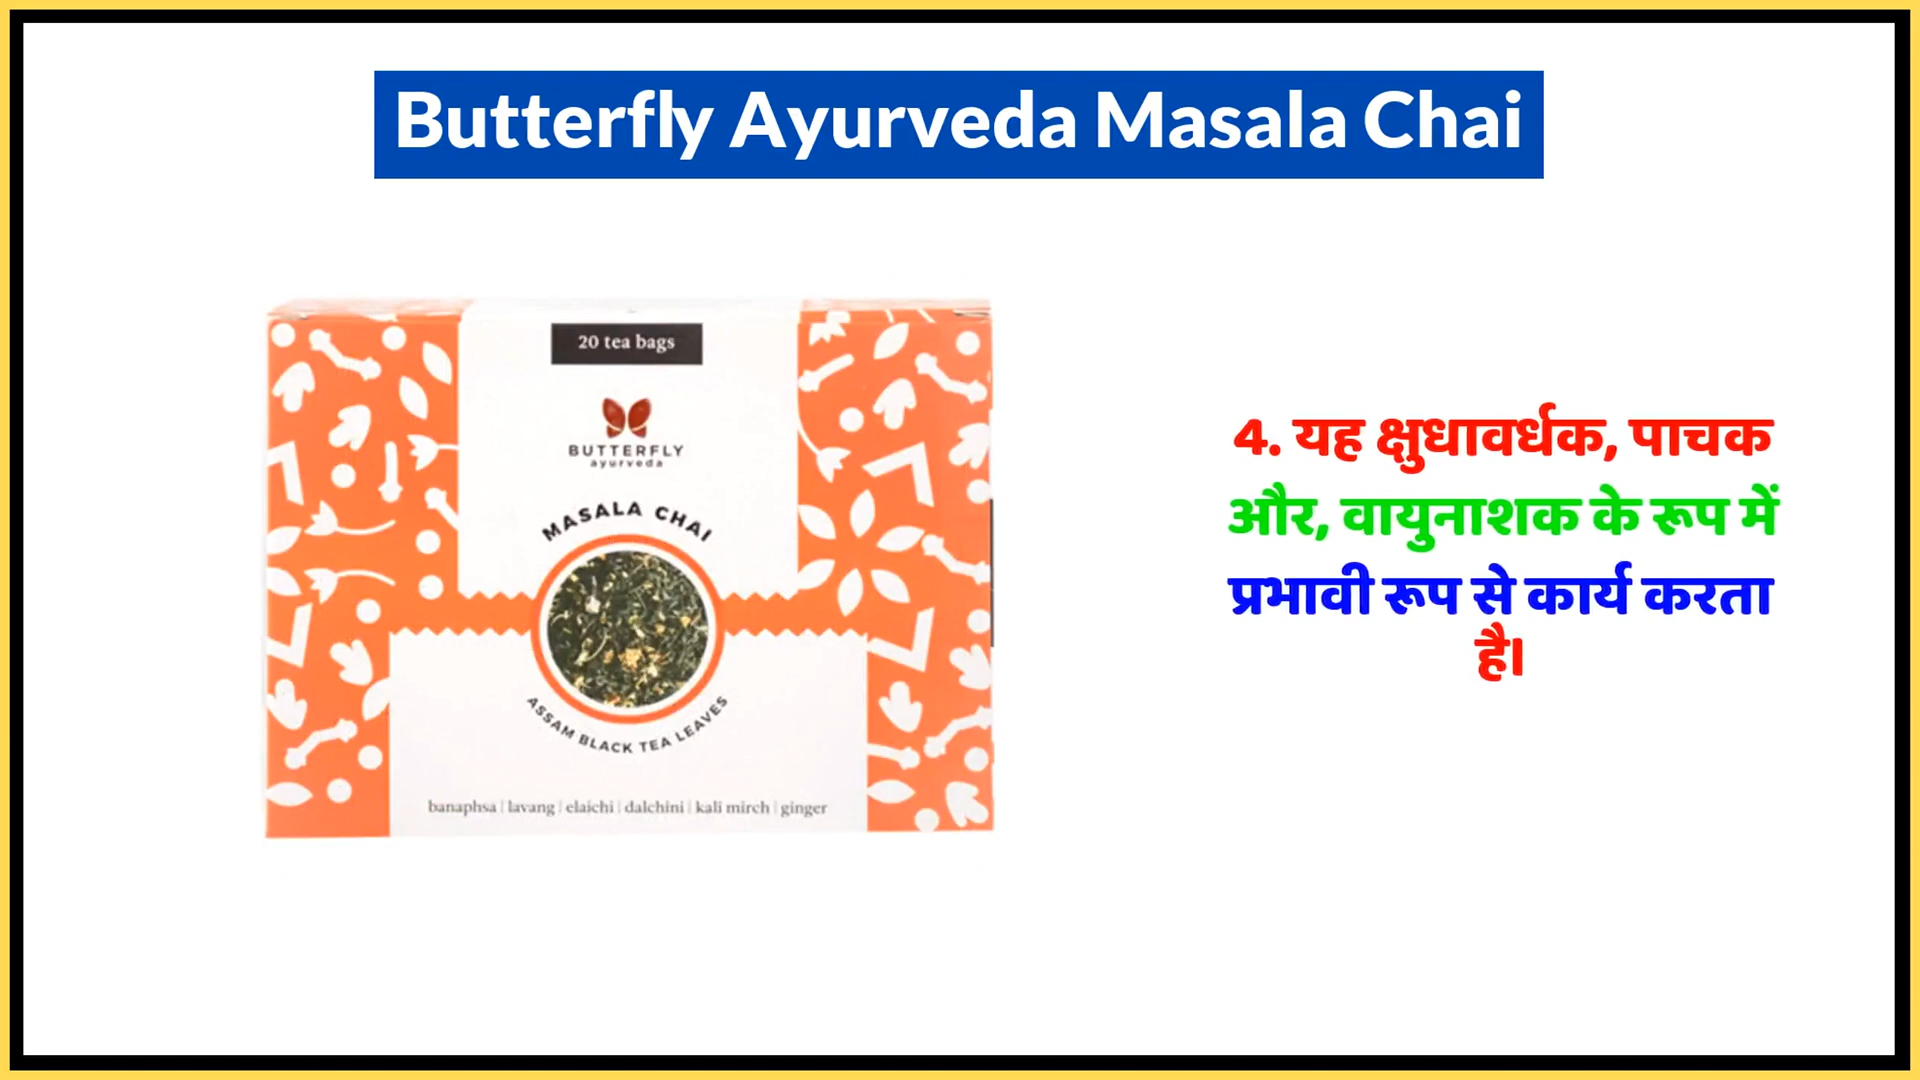 Butterfly Ayurveda Masala Chai
20 tea bags
BUTTERFLY
ayurveda
MASALA CHAI
ASSAM BLACK TEA LEAVES
banaphsa | lavang | elaichi | dalchini | kali mirch | ginger
4. यह क्षुधावर्धक, पाचक
और, वायुनाशक के रूप में
प्रभावी रूप से कार्य करता
है।